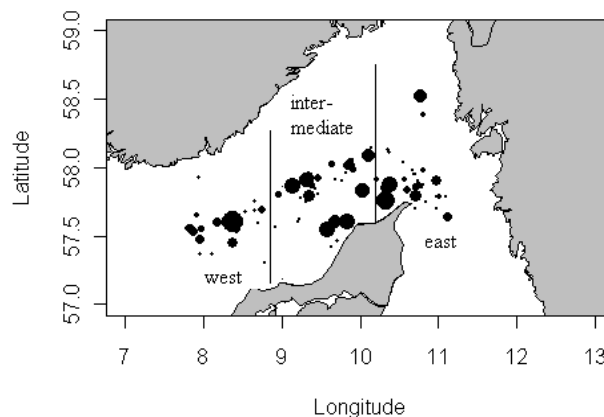 59.0
58.5
58.0
57.5
57.0
Latitude
inter-
mediate
west
east
7 8 9 10 11 12 13
Longitude